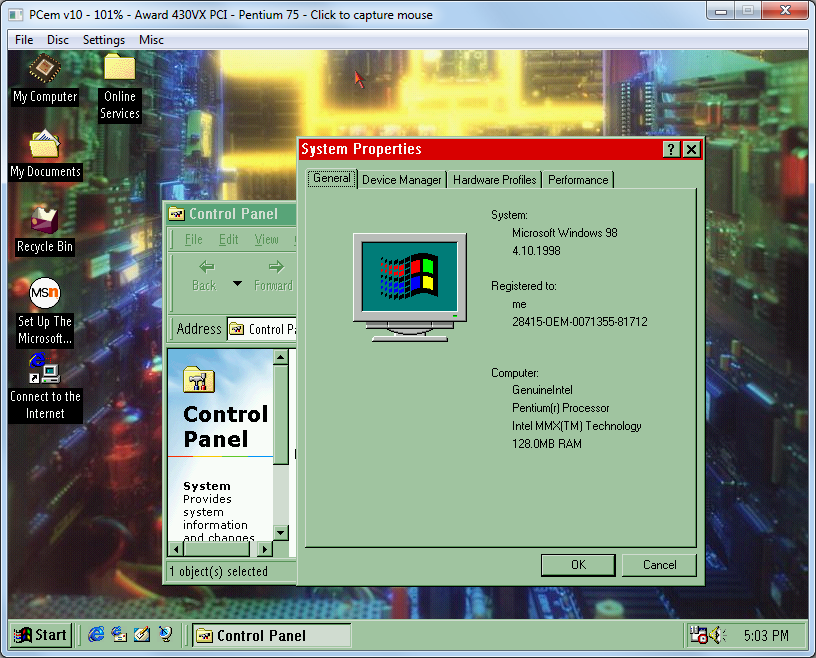 PCem v10 - 101% - Award 430VX PCI - Pentium 75 - Click to capture mouse
File Disc Settings Misc
My Computer
Online
Services
My Documents
Recycle Bin
msn
Set Up The
Microsoft...
Connect to the
Internet
Control Panel
File Edit View
Back Forward
Address Control Pa
Control
Panel
System
Provides
system
information
and changes
1 object(s) selected
System Properties
General Device Manager Hardware Profiles Performance
System:
Microsoft Windows 98
4.10.1998
Registered to:
me
28415-OEM-0071355-81712
Computer:
GenuineIntel
Pentium(r) Processor
Intel MMX(TM) Technology
128.0MB RAM
OK Cancel
Start Control Panel 5:03 PM